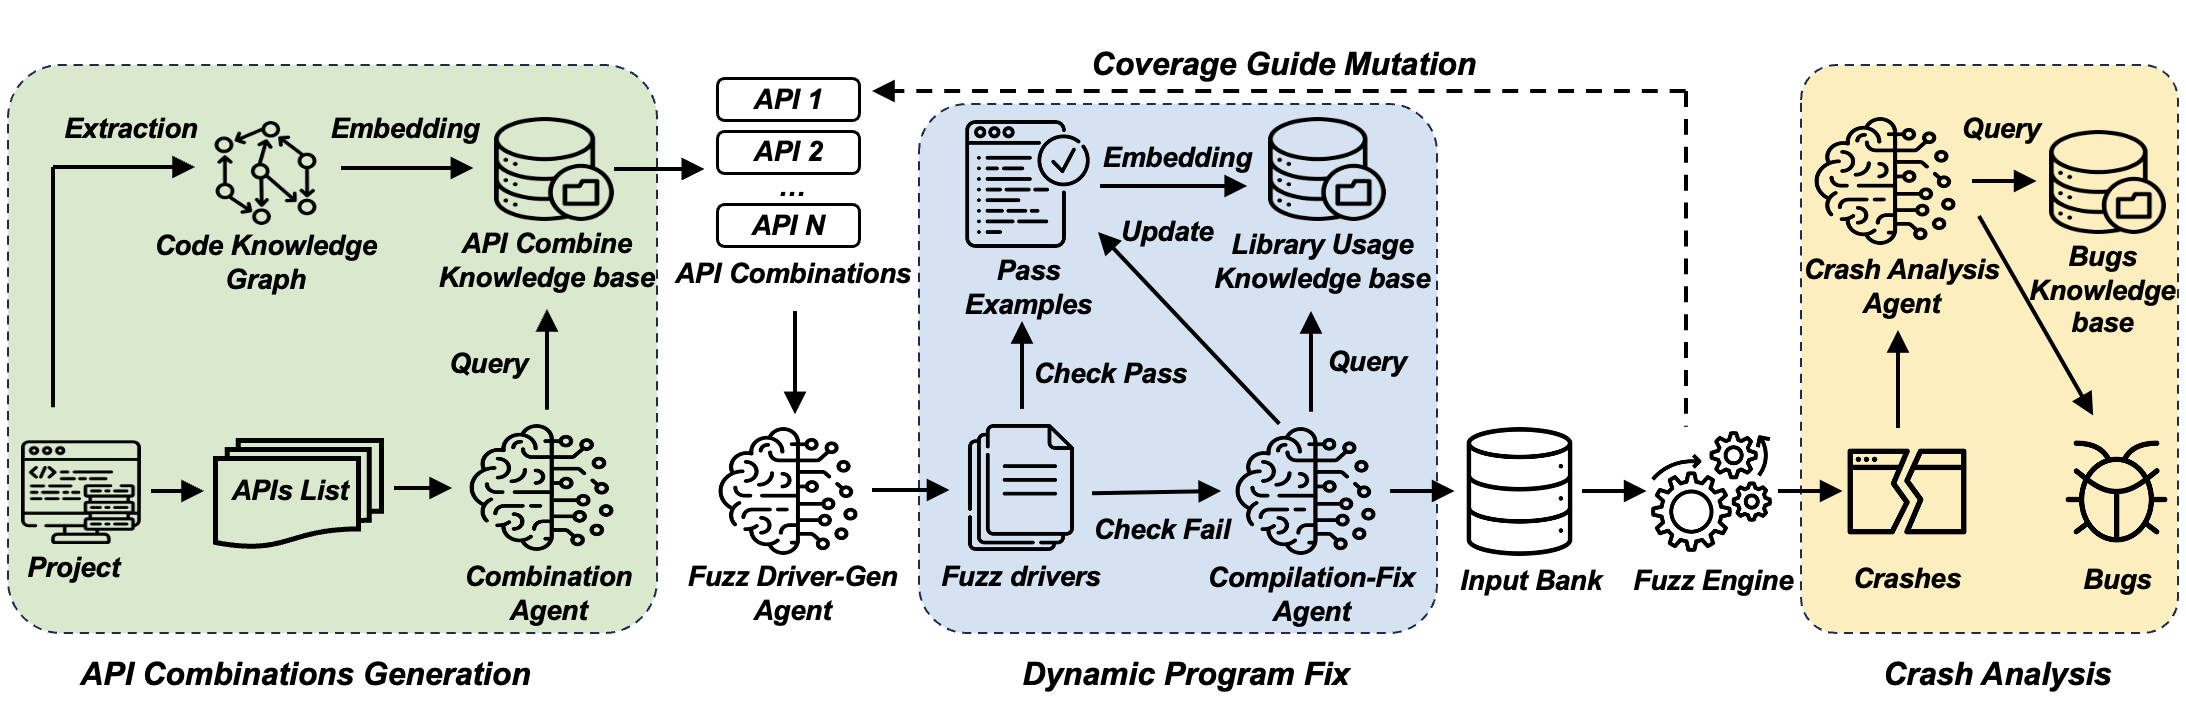 Coverage Guide Mutation
Extraction
Embedding
Code Knowledge
Graph
API Combine
Knowledge base
Query
Project
APIs List
Combination
Agent
API Combinations Generation
API 1
API 2
...
API N
API Combinations
Fuzz Driver-Gen
Agent
Embedding
Update
Pass
Examples
Library Usage
Knowledge base
Check Pass
Query
Check Fail
Fuzz drivers
Compilation-Fix
Agent
Dynamic Program Fix
Input Bank
Fuzz Engine
Query
Crash Analysis
Agent
Bugs
Knowledge
base
Crashes
Bugs
Crash Analysis